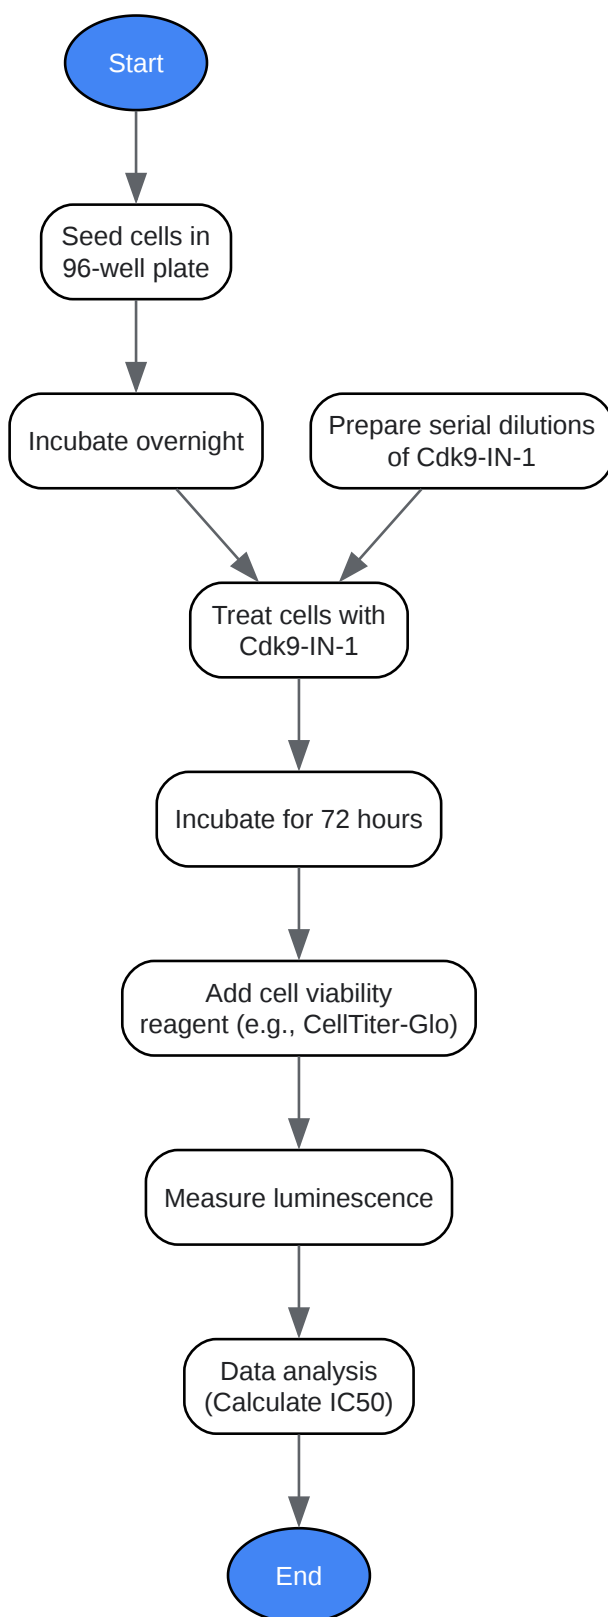 Start
Seed cells in
96-well plate
Incubate overnight
Prepare serial dilutions
of Cdk9-IN-1
Treat cells with
Cdk9-IN-1
Incubate for 72 hours
Add cell viability
reagent (e.g., CellTiter-Glo)
Measure luminescence
Data analysis
(Calculate IC50)
End